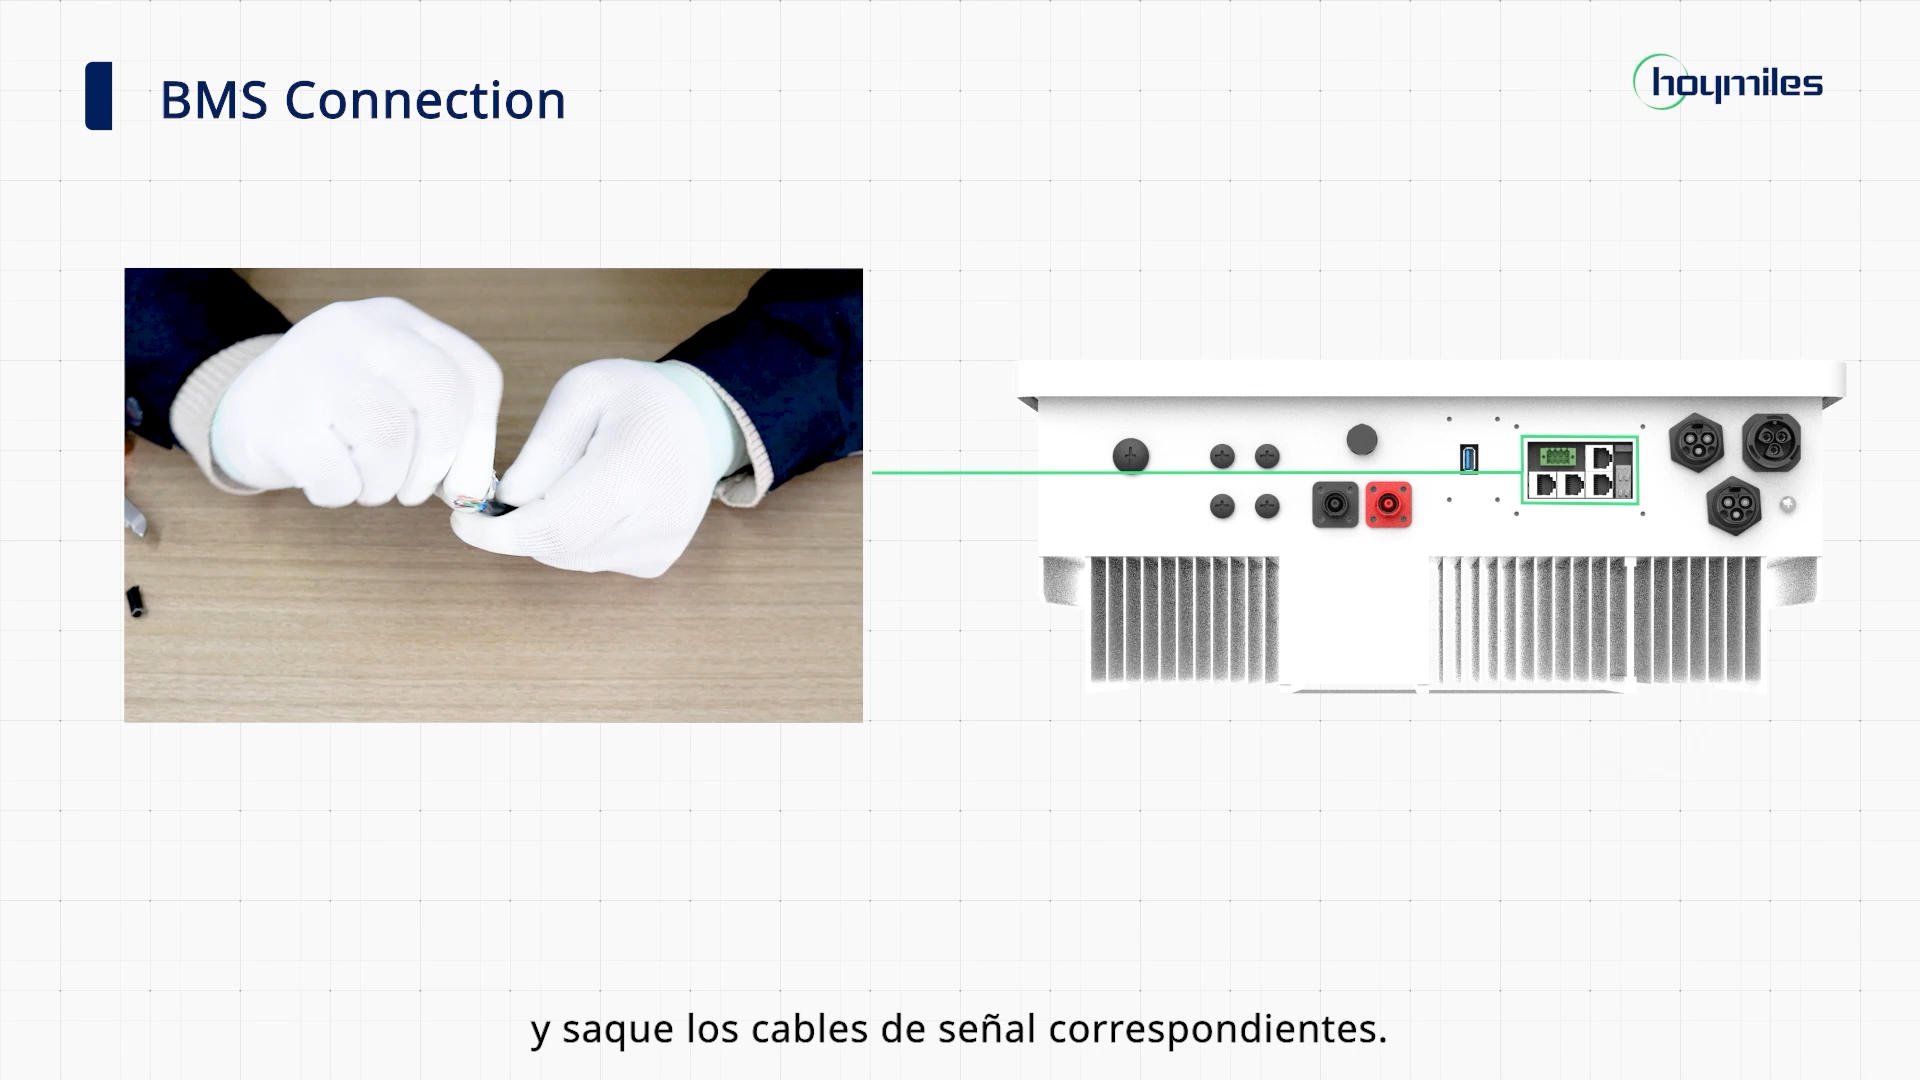 BMS Connection
hoymiles
y saque los cables de señal correspondientes.